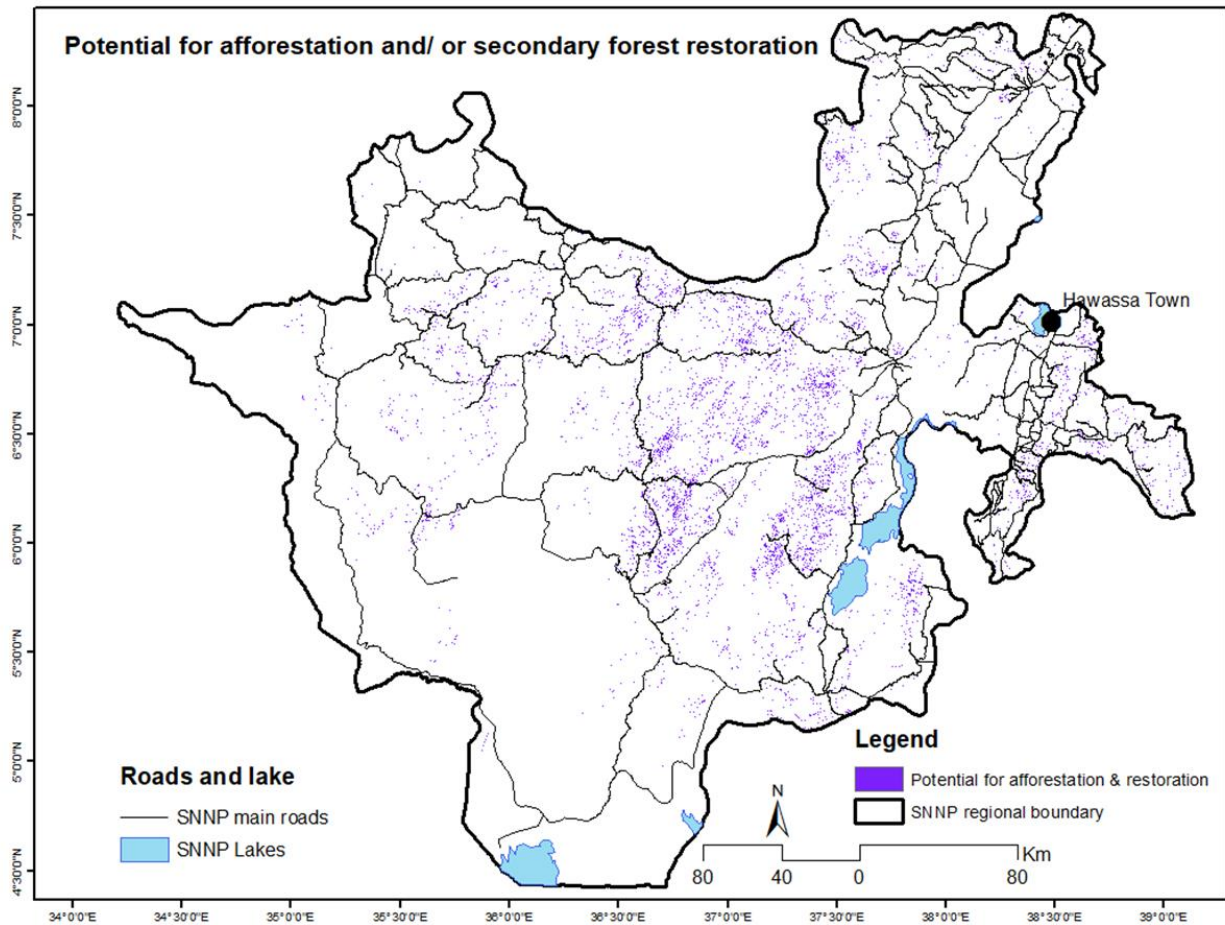 Potential for afforestation and/ or secondary forest restoration
8°0'0"N
7°30'0"N
7°0'0"N
6°30'0"N
6°0'0"N
5°30'0"N
5°0'0"N
4°30'0"N
Hawassa Town
Roads and lake
SNNP main roads
SNNP Lakes
Legend
Potential for afforestation & restoration
SNNP regional boundary
N
Km
80 40 0 80
34°0'0"E 34°30'0"E 35°0'0"E 35°30'0"E 36°0'0"E 36°30'0"E 37°0'0"E 37°30'0"E 38°0'0"E 38°30'0"E 39°0'0"E